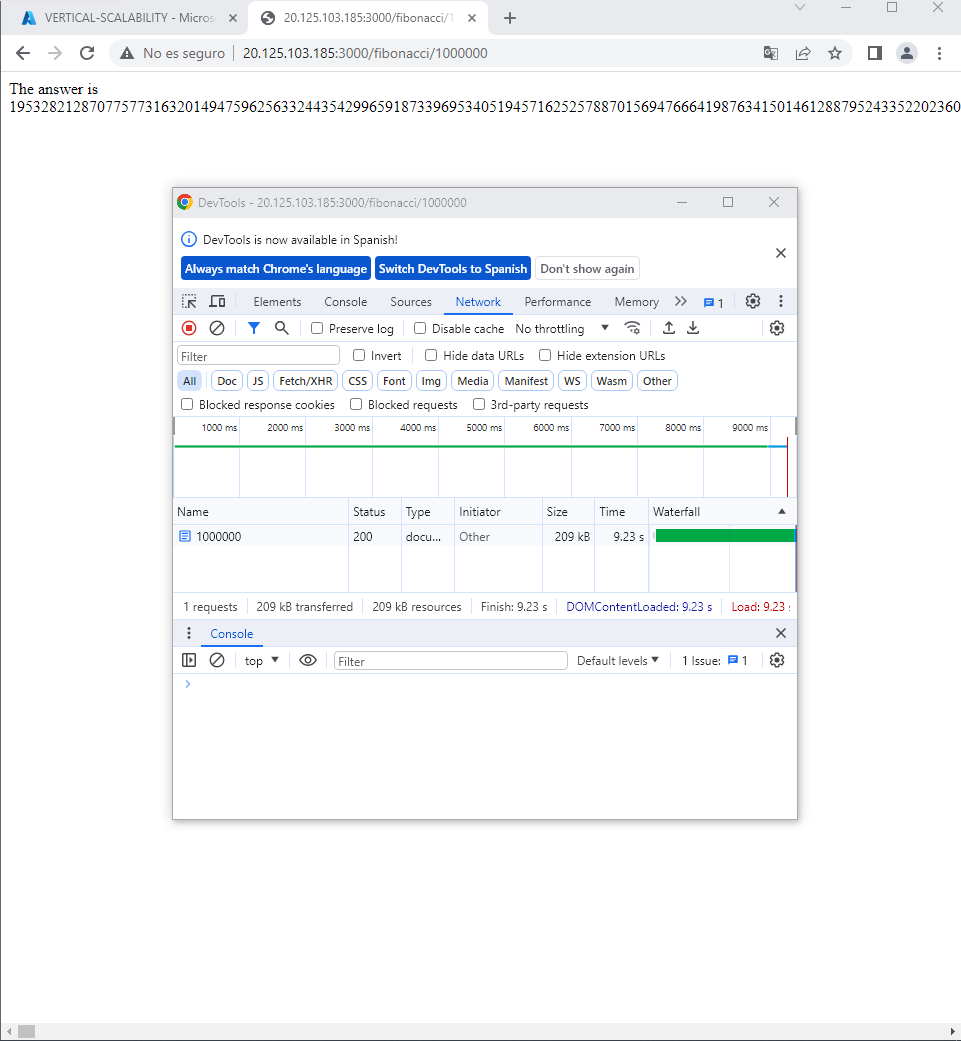 VERTICAL-SCALABILITY - Micros
20.125.103.185:3000/fibonacci/1
No es seguro 20.125.103.185:3000/fibonacci/1000000
The answer is
19532821287077577316320149475962563324435429965918733969534051945716252578870156947666419876341501461288795243352202360
DevTools - 20.125.103.185:3000/fibonacci/1000000
DevTools is now available in Spanish!
Always match Chrome's language Switch DevTools to Spanish Don't show again
Elements Console Sources Network Performance Memory 1
Preserve log Disable cache No throttling
Filter Invert Hide data URLs Hide extension URLs
All Doc JS Fetch/XHR CSS Font Img Media Manifest WS Wasm Other
Blocked response cookies Blocked requests 3rd-party requests
1000 ms 2000 ms 3000 ms 4000 ms 5000 ms 6000 ms 7000 ms 8000 ms 9000 ms
Name Status Type Initiator Size Time Waterfall
1000000 200 docu... Other 209 kB 9.23 s
1 requests 209 kB transferred 209 kB resources Finish: 9.23 s DOMContentLoaded: 9.23 s Load: 9.23 s
Console
top Filter Default levels 1 Issue: 1